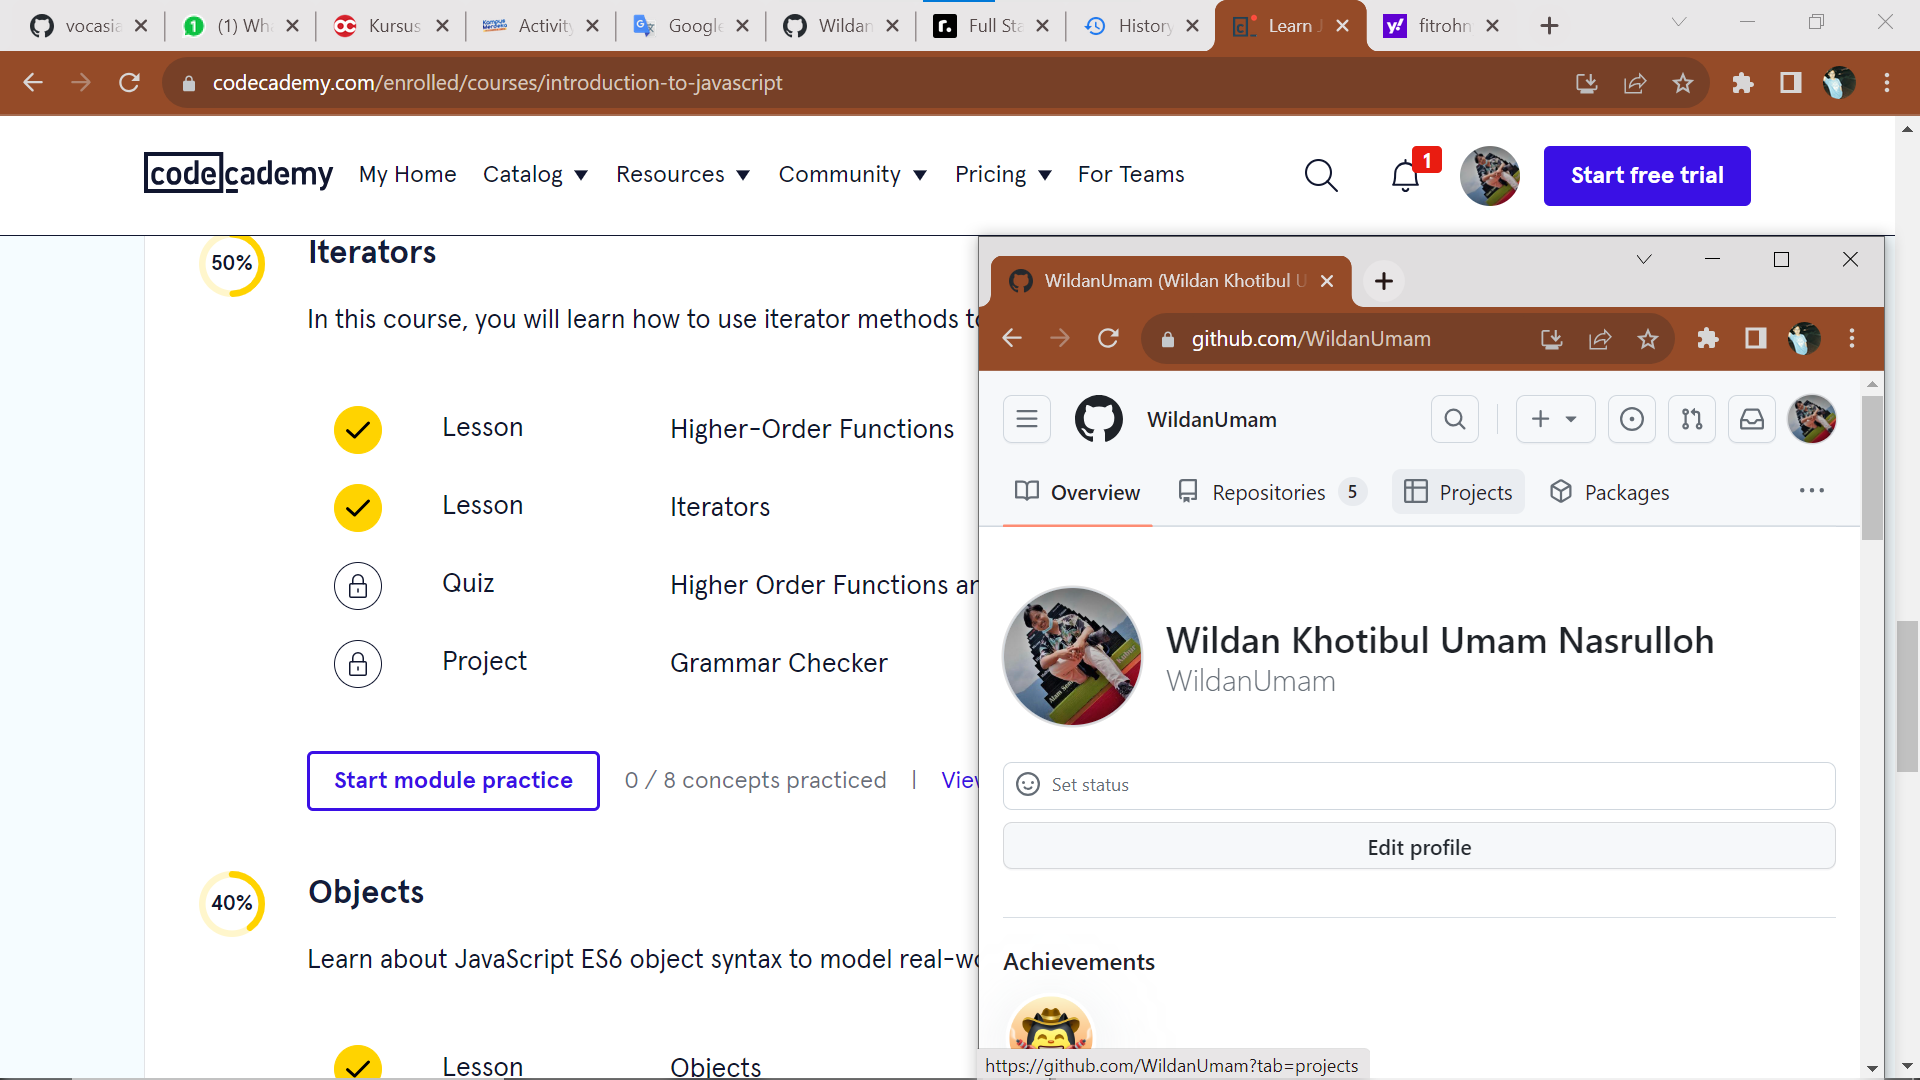 vocasia
(1) Wha
Kursus
Activity
Google
Wildan
Full Sta
History
Learn J
fitrohn
codecademy.com/enrolled/courses/introduction-to-javascript
codecademy
My Home
Catalog
Resources
Community
Pricing
For Teams
1
Start free trial
50%
Iterators
In this course, you will learn how to use iterator methods to
Lesson
Higher-Order Functions
Lesson
Iterators
Quiz
Higher Order Functions an
Project
Grammar Checker
Start module practice
0 / 8 concepts practiced
|
View
40%
Objects
Learn about JavaScript ES6 object syntax to model real-wo
Lesson
Objects
WildanUmam (Wildan Khotibul U
github.com/WildanUmam
WildanUmam
Overview
Repositories 5
Projects
Packages
Wildan Khotibul Umam Nasrulloh
WildanUmam
Set status
Edit profile
Achievements
https://github.com/WildanUmam?tab=projects